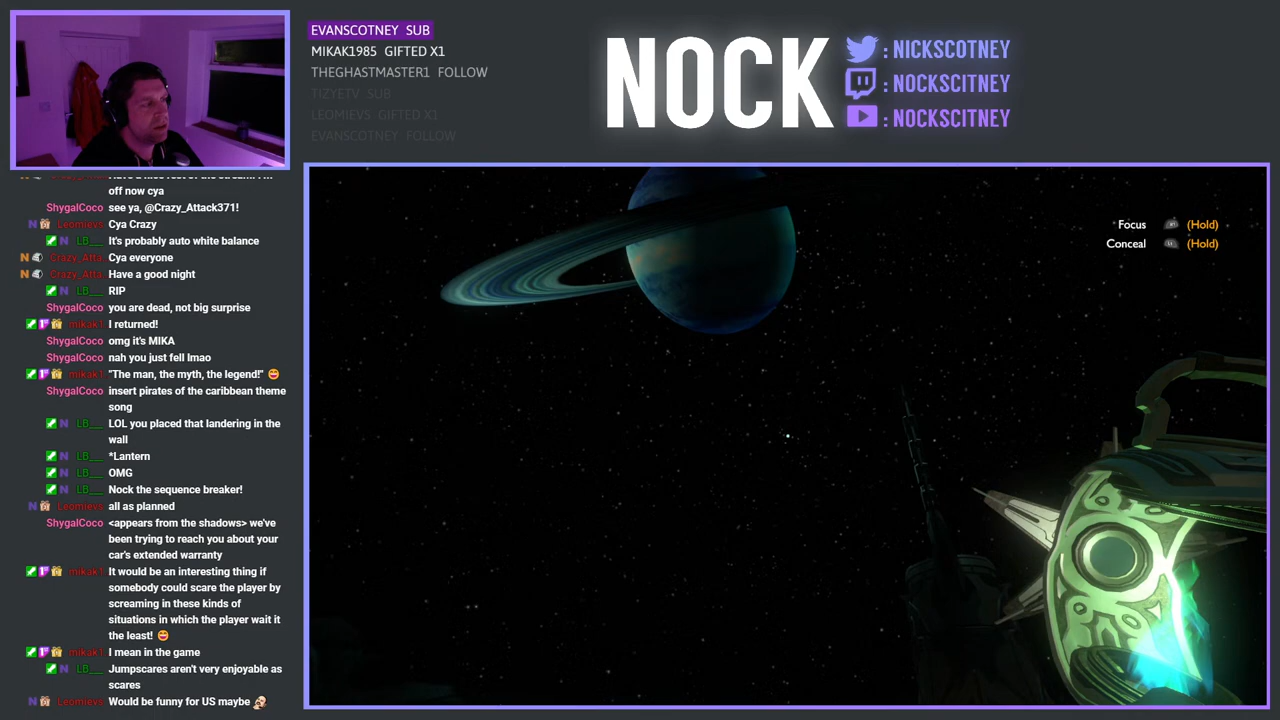 EVANSCOTNEY SUB
MIKAK1985 GIFTED X1
THEGHASTMASTER1 FOLLOW
TIZYETV SUB
LEOMIEVS GIFTED X1
EVANSCOTNEY FOLLOW
NOCK
: NICKSCOTNEY
: NOCKSCITNEY
: NOCKSCITNEY
off now cya
ShygalCoco see ya, @Crazy_Attack371!
N Leomievs Cya Crazy
N LB__ It's probably auto white balance
N Crazy_Atta Cya everyone
N Crazy_Atta Have a good night
N LB__ RIP
ShygalCoco you are dead, not big surprise
mikak1 I returned!
ShygalCoco omg it's MIKA
ShygalCoco nah you just fell lmao
mikak1 "The man, the myth, the legend!" 😄
ShygalCoco insert pirates of the caribbean theme
song
N LB__ LOL you placed that landering in the
wall
N LB__ *Lantern
N LB__ OMG
N LB__ Nock the sequence breaker!
N Leomievs all as planned
ShygalCoco <appears from the shadows> we've
been trying to reach you about your
car's extended warranty
mikak1 It would be an interesting thing if
somebody could scare the player by
screaming in these kinds of
situations in which the player wait it
the least! 😄
mikak1 I mean in the game
N LB__ Jumpscares aren't very enjoyable as
scares
N Leomievs Would be funny for US maybe
Focus (Hold)
Conceal (Hold)